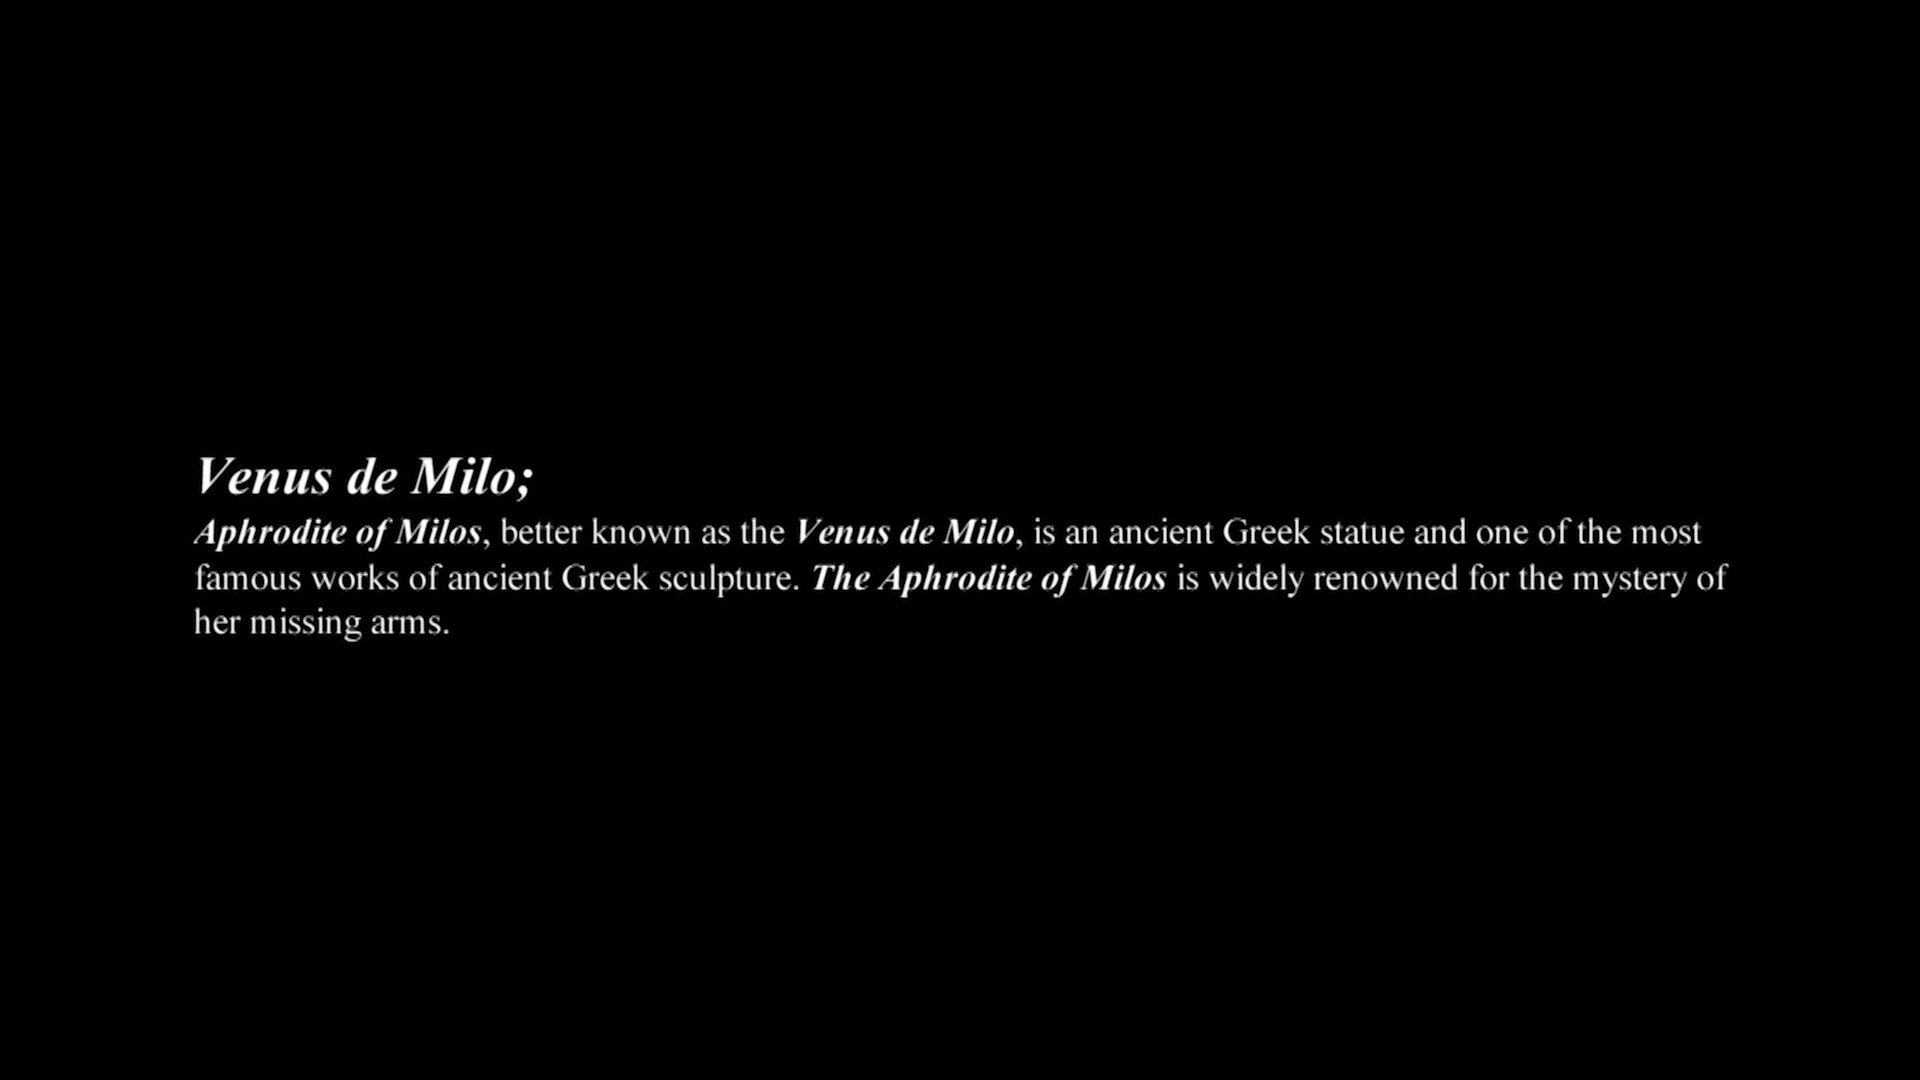 Venus de Milo;
Aphrodite of Milos, better known as the Venus de Milo, is an ancient Greek statue and one of the most
famous works of ancient Greek sculpture. The Aphrodite of Milos is widely renowned for the mystery of
her missing arms.